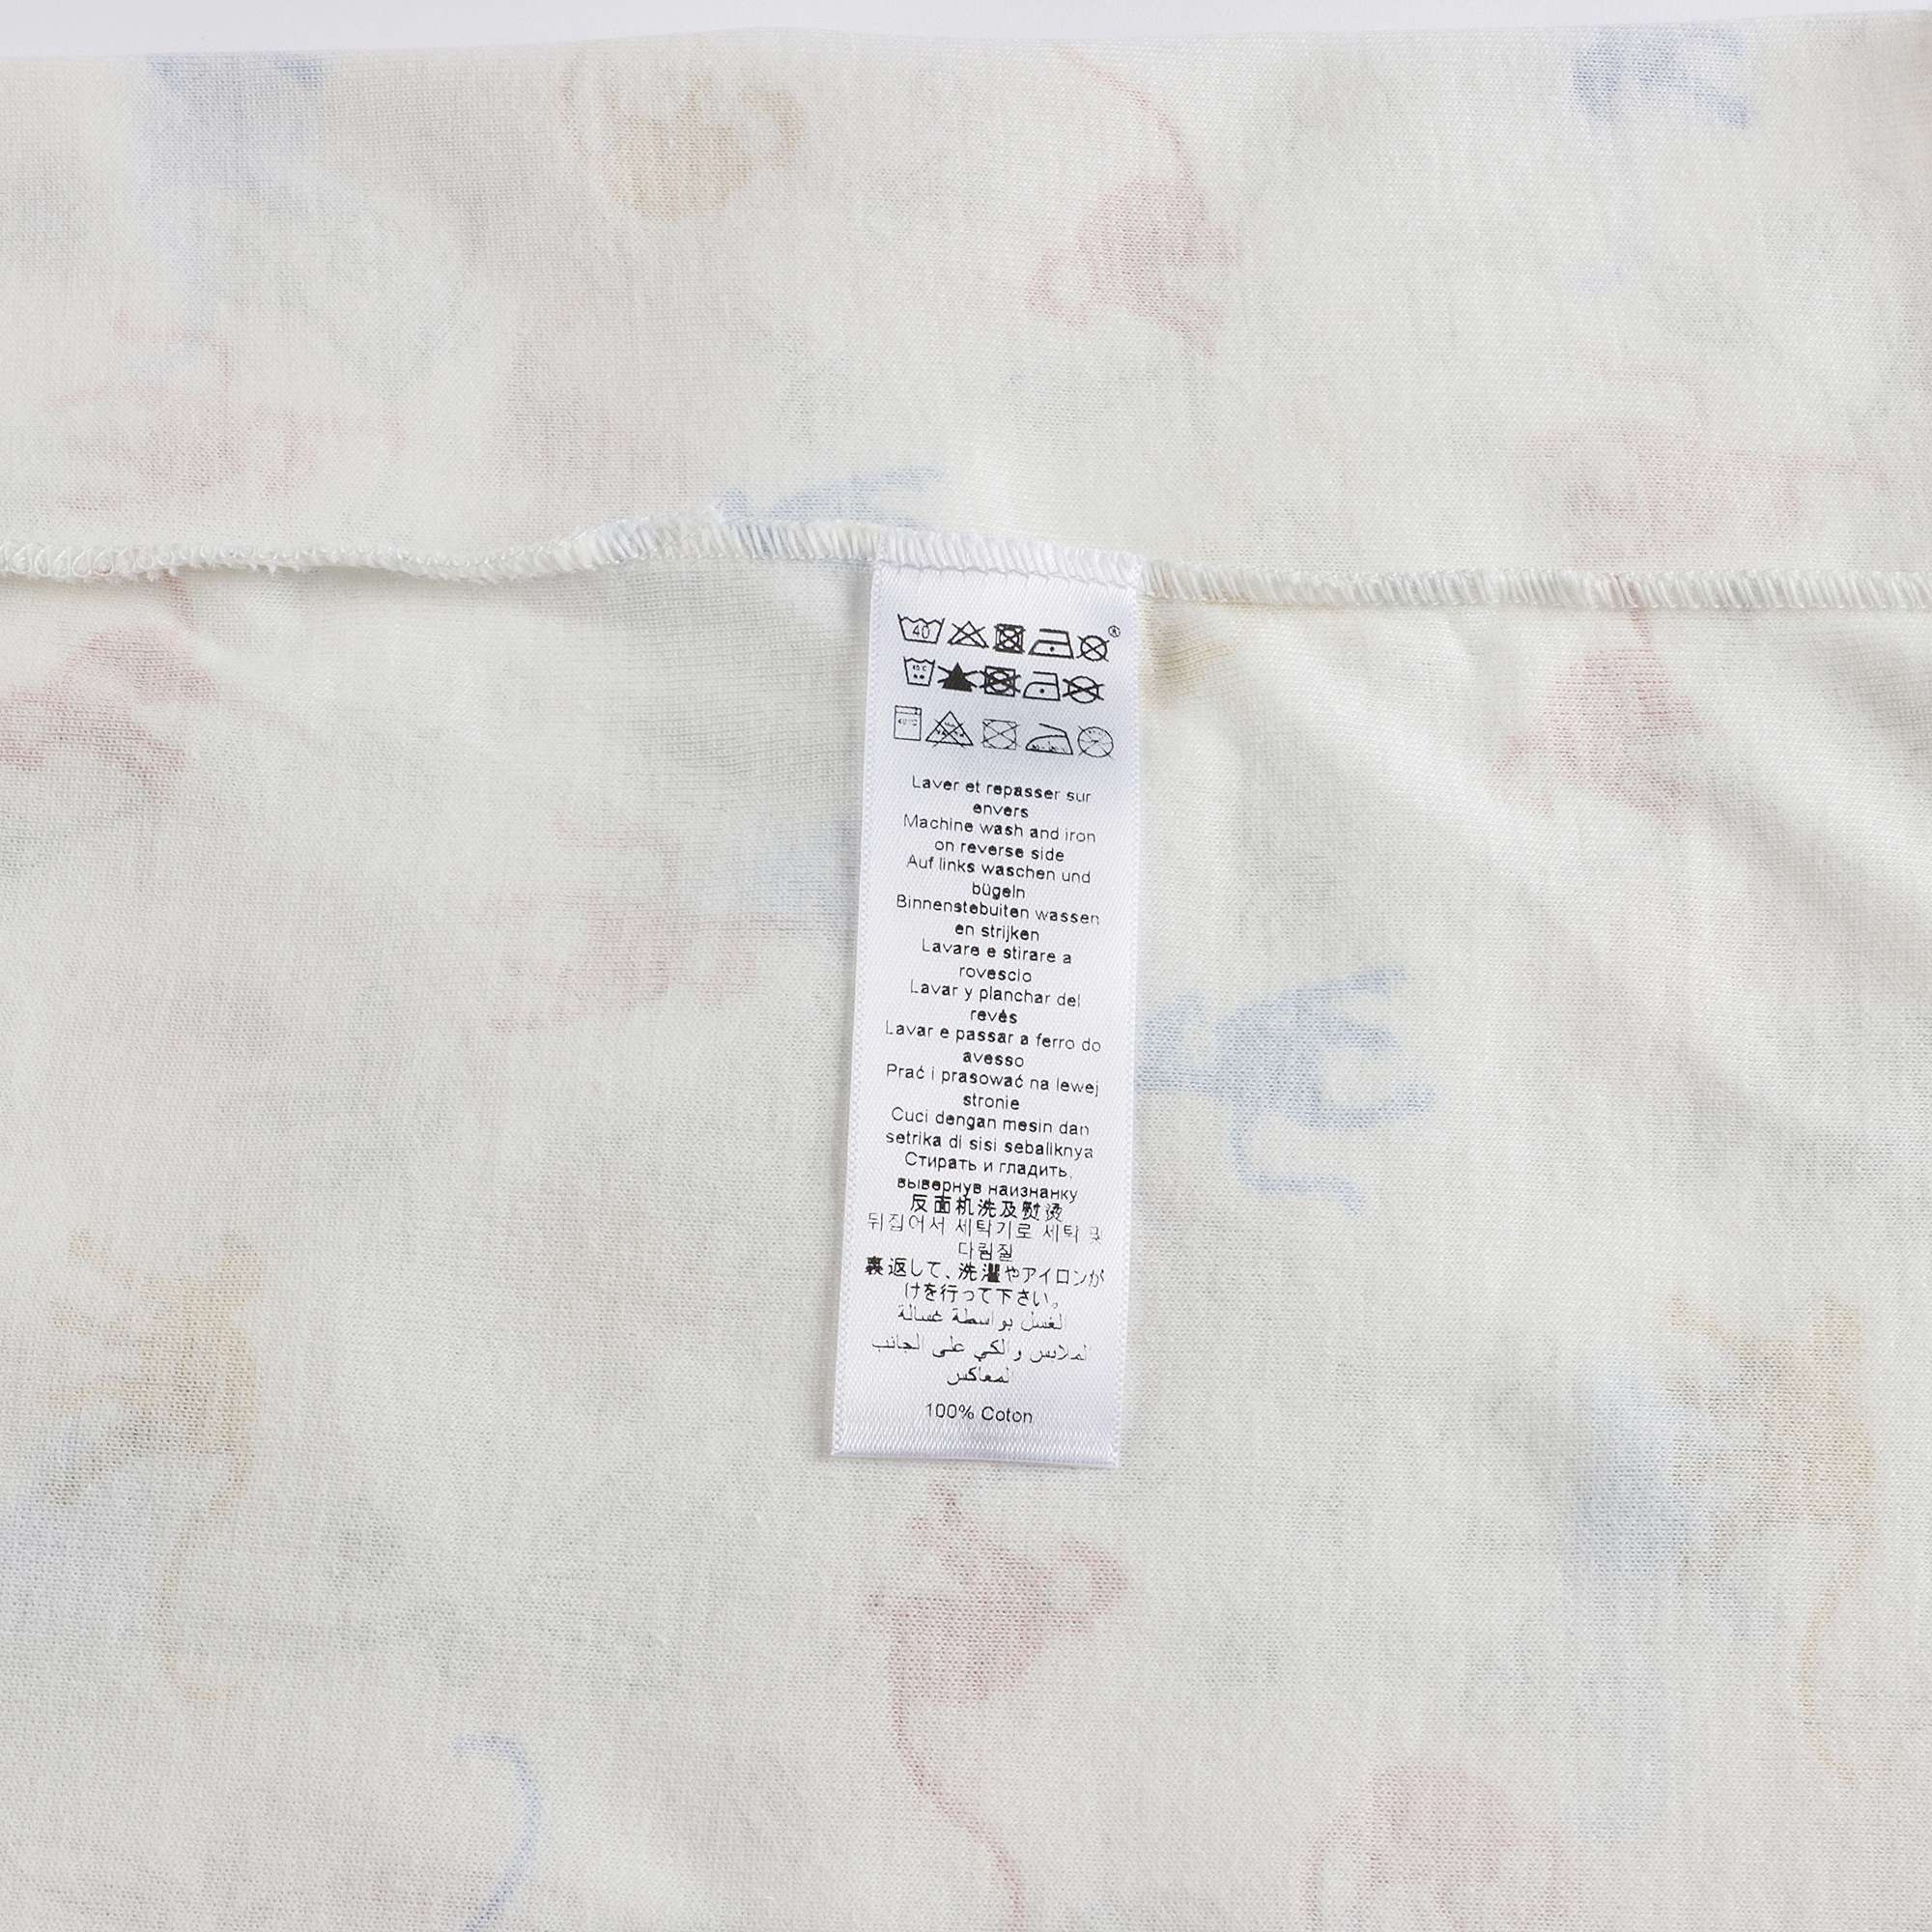 40
®
Laver et repasser sur
envers
Machine wash and iron
on reverse side
Auf links waschen und
bügeln
Binnenstebuiten wassen
en strijken
Lavare e stirare a
rovescio
Lavar y planchar del
revés
Lavar e passar a ferro do
avesso
Prać i prasować na lewej
stronie
Cuci dengan mesin dan
setrika di sisi sebaliknya
Стирать и гладить,
вывернув наизнанку
反面机洗及熨烫
뒤집어서 세탁기로 세탁 및
다림질
裏返して、洗濯やアイロンが
けを行って下さい。
الغسل بواسطة غسالة
الملابس والكي على الجانب
لمعاكس
100% Coton